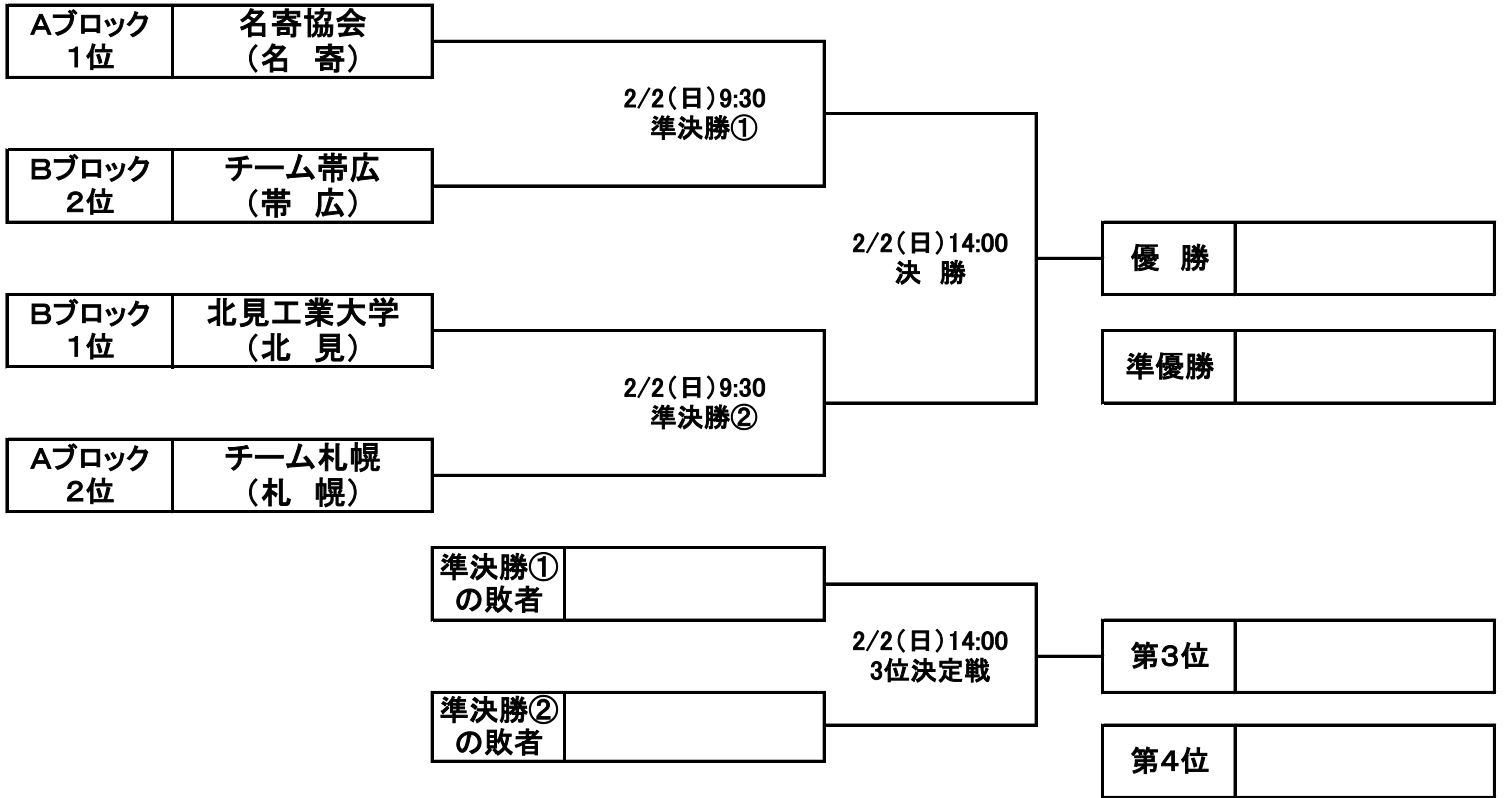 Aブロック
1位
名寄協会
(名　寄)
2/2(日)9:30
準決勝①
Bブロック
2位
チーム帯広
(帯　広)
2/2(日)14:00
決　勝
優　勝
Bブロック
1位
北見工業大学
(北　見)
準優勝
2/2(日)9:30
準決勝②
Aブロック
2位
チーム札幌
(札　幌)
準決勝①
の敗者
2/2(日)14:00
3位決定戦
第3位
準決勝②
の敗者
第4位